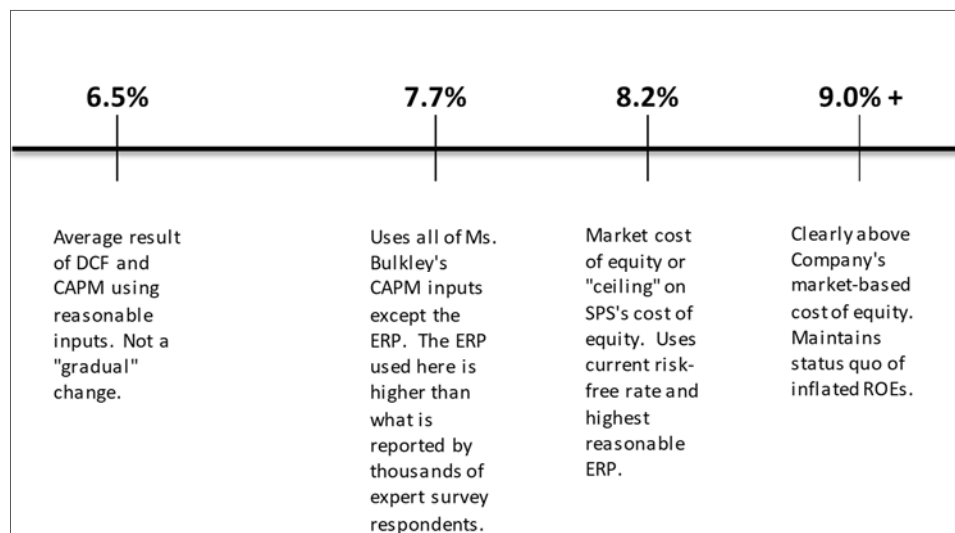 6.5%
7.7%
8.2%
9.0% +
Average result
of DCF and
CAPM using
reasonable
inputs. Not a
"gradual"
change.
Uses all of Ms.
Bulkley's
CAPM inputs
except the
ERP. The ERP
used here is
higher than
what is
reported by
thousands of
expert survey
respondents.
Market cost
of equity or
"ceiling" on
SPS's cost of
equity. Uses
current risk-
free rate and
highest
reasonable
ERP.
Clearly above
Company's
market-based
cost of equity.
Maintains
status quo of
inflated ROEs.